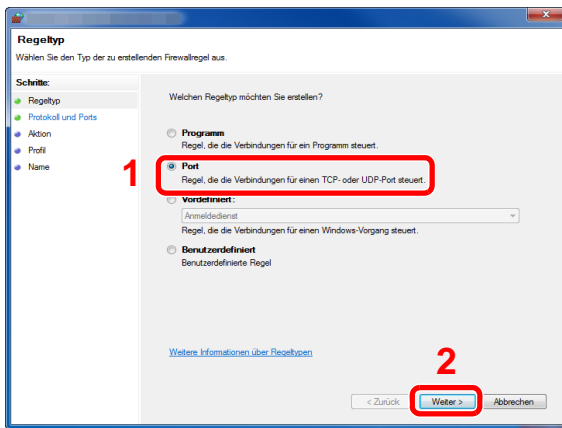 Regeltyp
Wählen Sie den Typ der zu erstellenden Firewallregel aus.
Schritte:
Regeltyp
Protokoll und Ports
Aktion
Profil
Name
Welchen Regeltyp möchten Sie erstellen?
Programm
Regel, die die Verbindungen für ein Programm steuert.
1
Port
Regel, die die Verbindungen für einen TCP- oder UDP-Port steuert.
Vordefiniert:
Anmeldedienst
Regel, die die Verbindungen für einen Windows-Vorgang steuert.
Benutzerdefiniert
Benutzerdefinierte Regel
Weitere Informationen über Regeltypen
2
< Zurück Weiter > Abbrechen